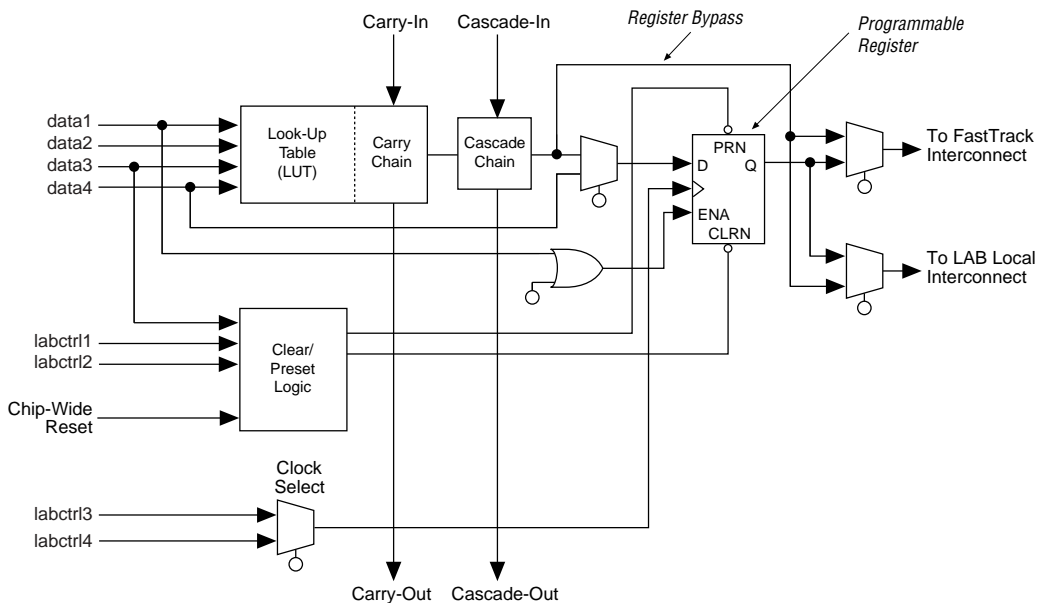 Carry-In
Cascade-In
Register Bypass
Programmable
Register
data1
data2
data3
data4
Look-Up
Table
(LUT)
Carry
Chain
Cascade
Chain
PRN
D
Q
ENA
CLRN
To FastTrack
Interconnect
To LAB Local
Interconnect
labctrl1
labctrl2
Clear/
Preset
Logic
Chip-Wide
Reset
Clock
Select
labctrl3
labctrl4
Carry-Out
Cascade-Out